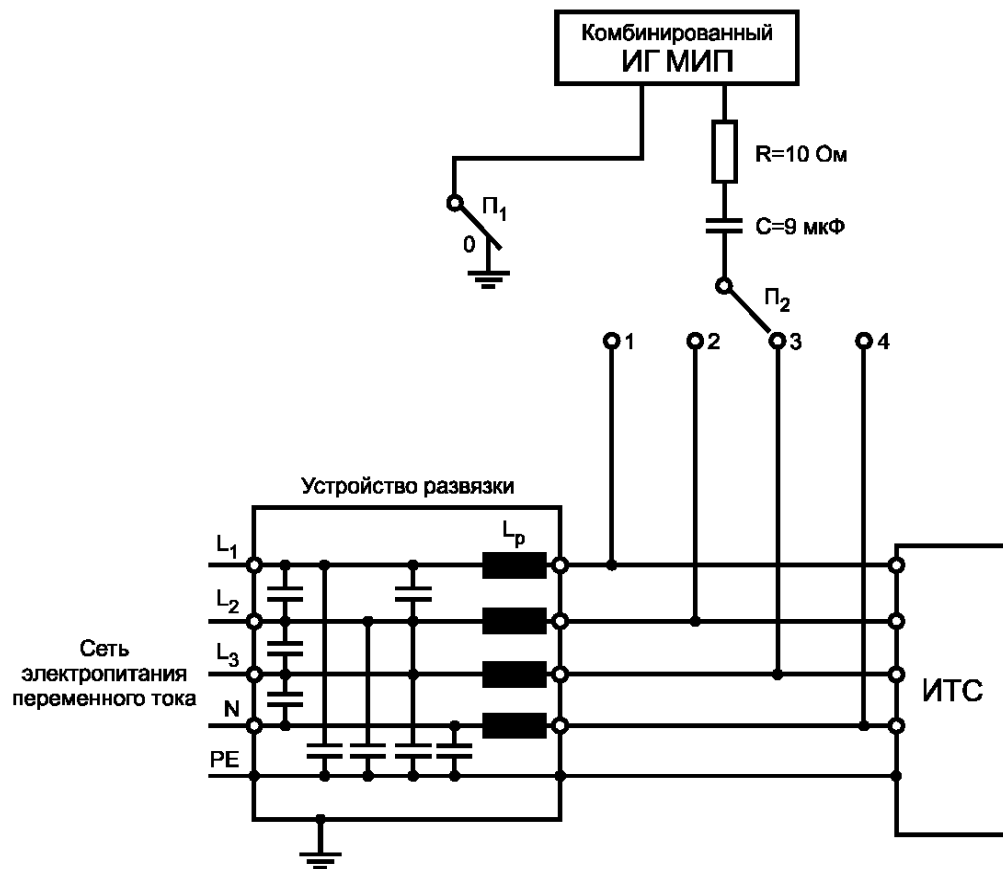 Комбинированный
ИГ МИП
R=10 Ом
П1
0
C=9 мкФ
П2
1
2
3
4
Устройство развязки
L1
Lр
L2
Сеть
электропитания
переменного тока
L3
N
PE
ИТС